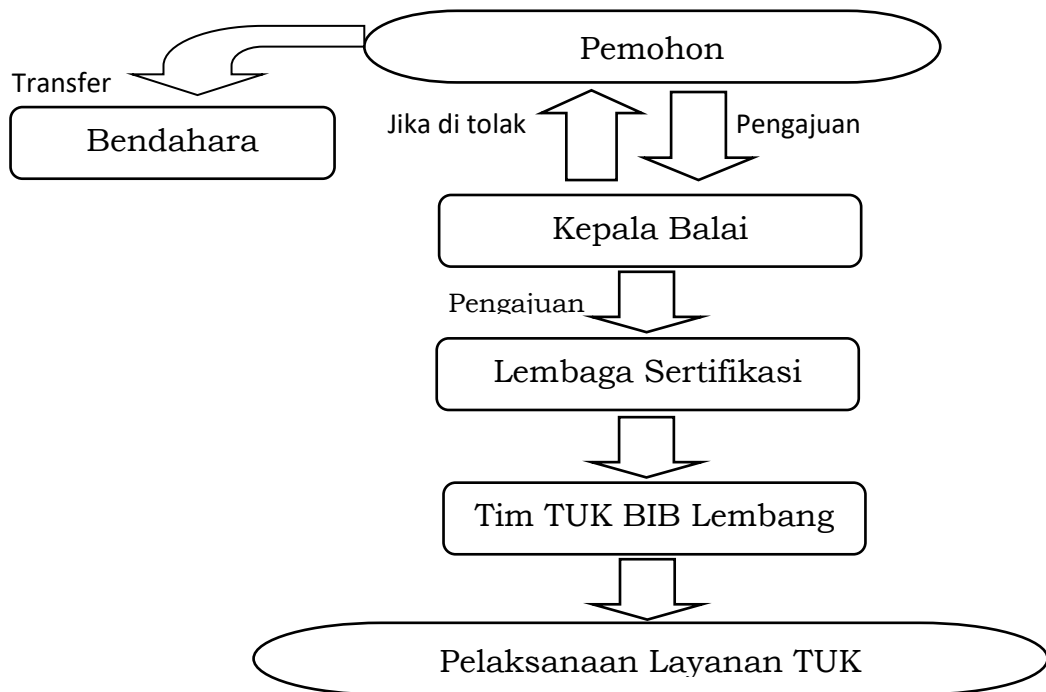 Pemohon
Transfer
Bendahara
Jika di tolak
Pengajuan
Kepala Balai
Pengajuan
Lembaga Sertifikasi
Tim TUK BIB Lembang
Pelaksanaan Layanan TUK